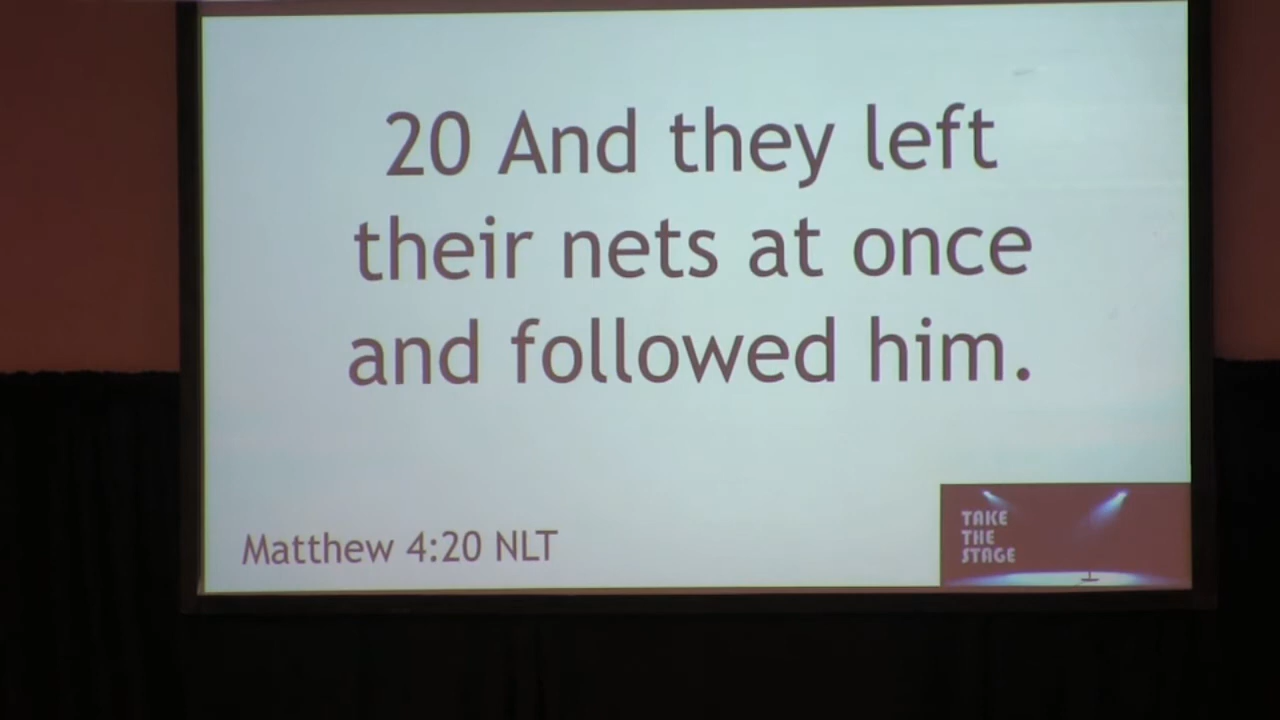 20 And they left
their nets at once
and followed him.
Matthew 4:20 NLT
TAKE
THE
STAGE